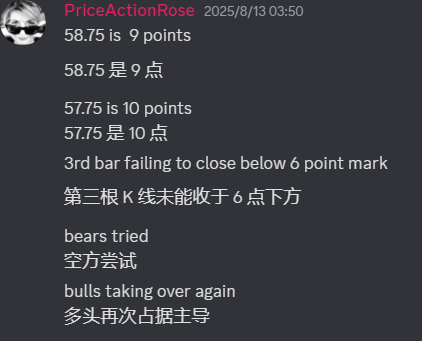 PriceActionRose 2025/8/13 03:50
58.75 is 9 points
58.75 是 9 点
57.75 is 10 points
57.75 是 10 点
3rd bar failing to close below 6 point mark
第三根 K 线未能收于 6 点下方
bears tried
空方尝试
bulls taking over again
多头再次占据主导